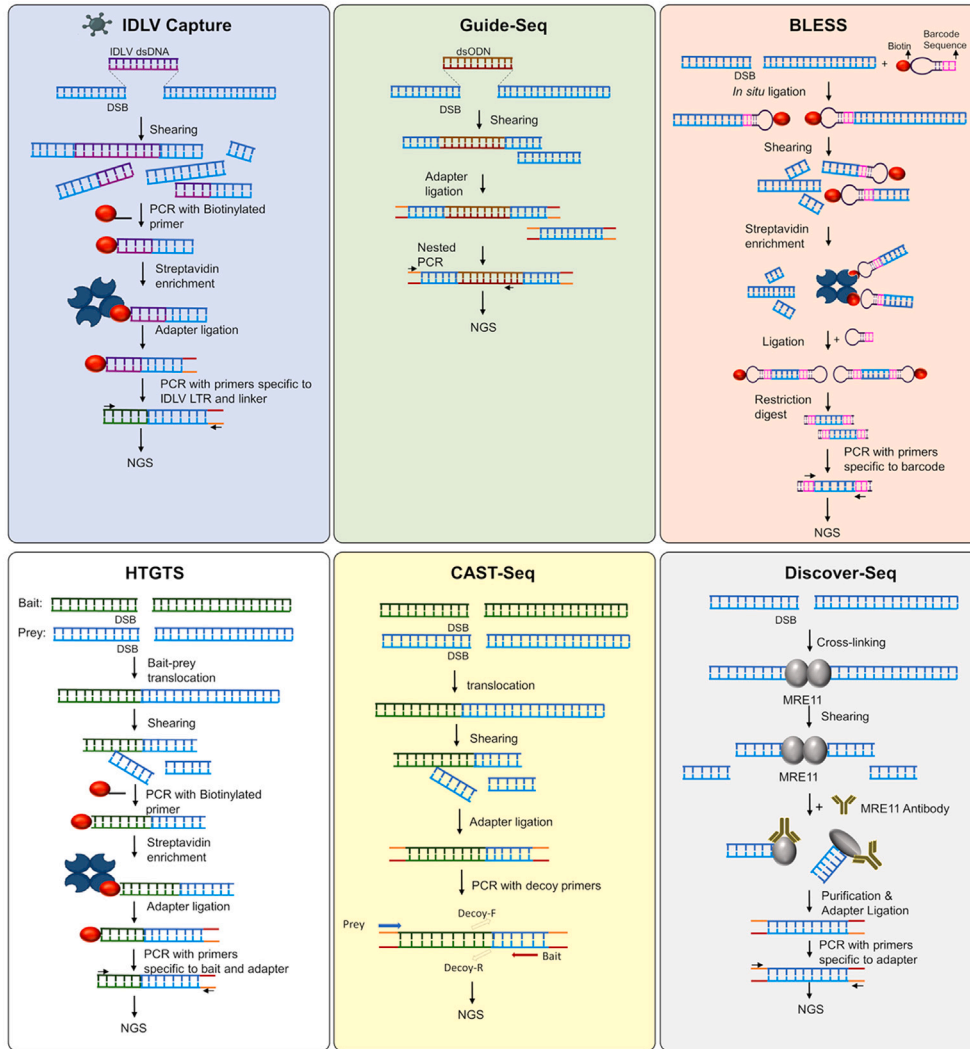 IDLV Capture
IDLV dsDNA
DSB
Shearing
PCR with Biotinylated
primer
Streptavidin
enrichment
Adapter ligation
PCR with primers specific to
IDLV LTR and linker
NGS
Guide-Seq
dsODN
DSB
Shearing
Adapter
ligation
Nested
PCR
NGS
BLESS
Biotin
Barcode
Sequence
DSB
+
In situ ligation
Shearing
Streptavidin
enrichment
Ligation
+
Restriction
digest
PCR with primers
specific to barcode
NGS
HTGTS
Bait:
DSB
Prey:
DSB
Bait-prey
translocation
Shearing
PCR with Biotinylated
primer
Streptavidin
enrichment
Adapter ligation
PCR with primers
specific to bait and adapter
NGS
CAST-Seq
DSB
DSB
translocation
Shearing
Adapter ligation
PCR with decoy primers
Prey
Decoy-F
Decoy-R
Bait
NGS
Discover-Seq
DSB
Cross-linking
MRE11
Shearing
MRE11
+
MRE11 Antibody
Purification &
Adapter Ligation
PCR with primers
specific to adapter
NGS